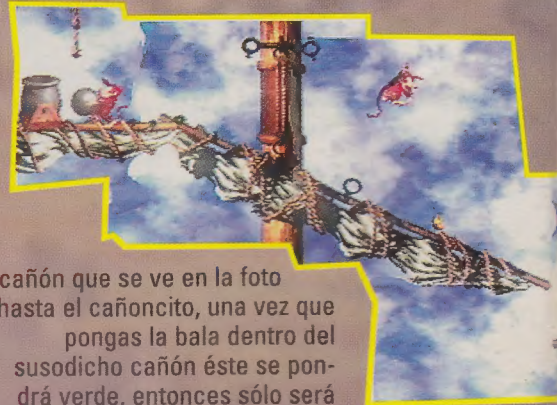 cañón que se ve en la foto
hasta el cañoncito, una vez que
pongas la bala dentro del
susodicho cañón éste se pon-
drá verde, entonces sólo será